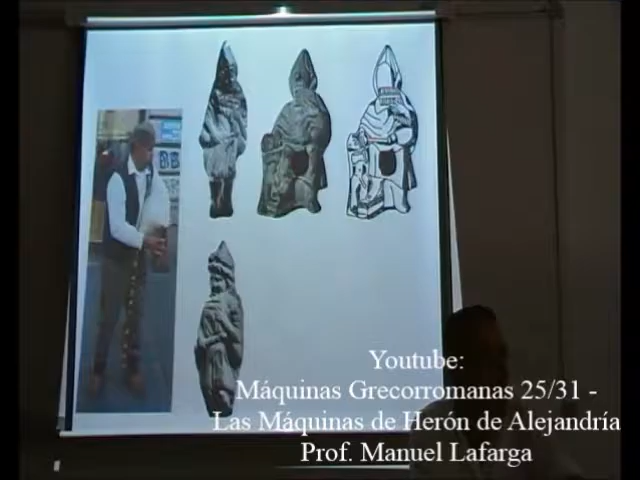 Youtube:
Máquinas Grecorromanas 25/31 -
Las Máquinas de Herón de Alejandría
Prof. Manuel Lafarga